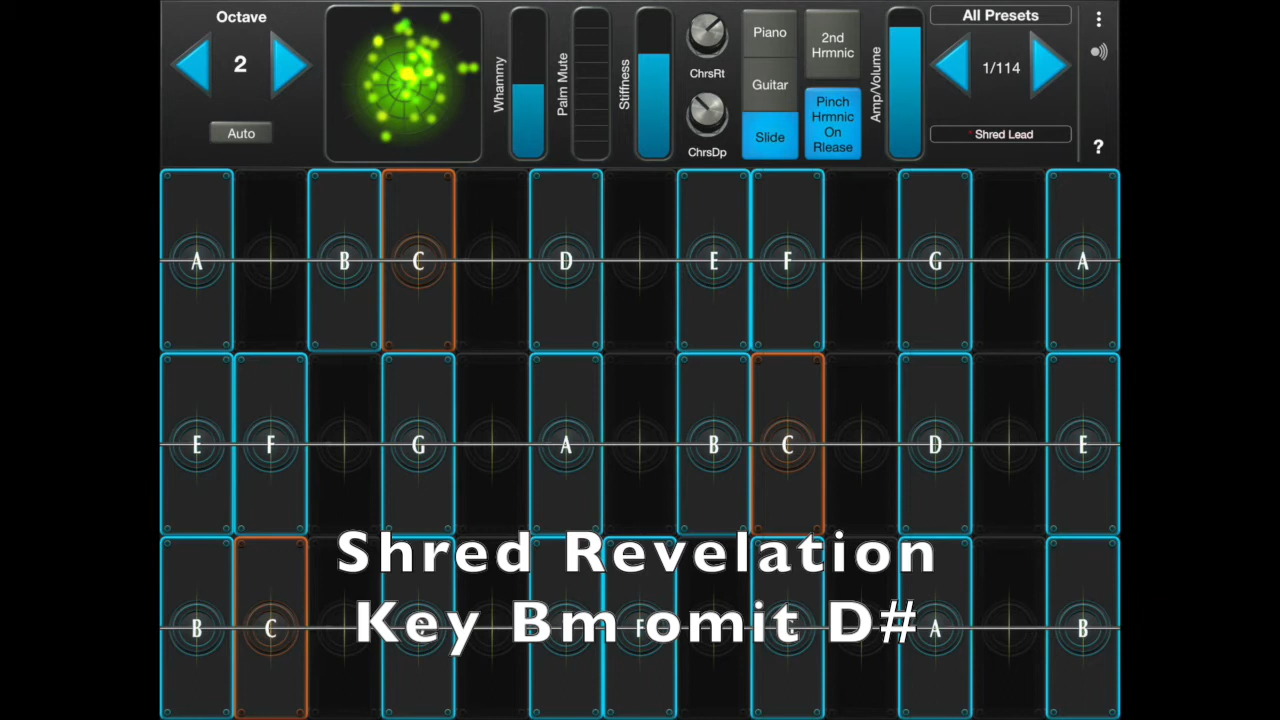 Octave
2
Auto
Whammy
Palm Mute
Stiffness
ChrsRt
ChrsDp
Piano
Guitar
Slide
2nd
Hrmnic
Pinch
Hrmnic
On
Rlease
Amp/Volume
All Presets
1/114
* Shred Lead
?
A B C D E F G A
E F G A B C D E
Shred Revelation
Key Bm omit D#
B C F A B